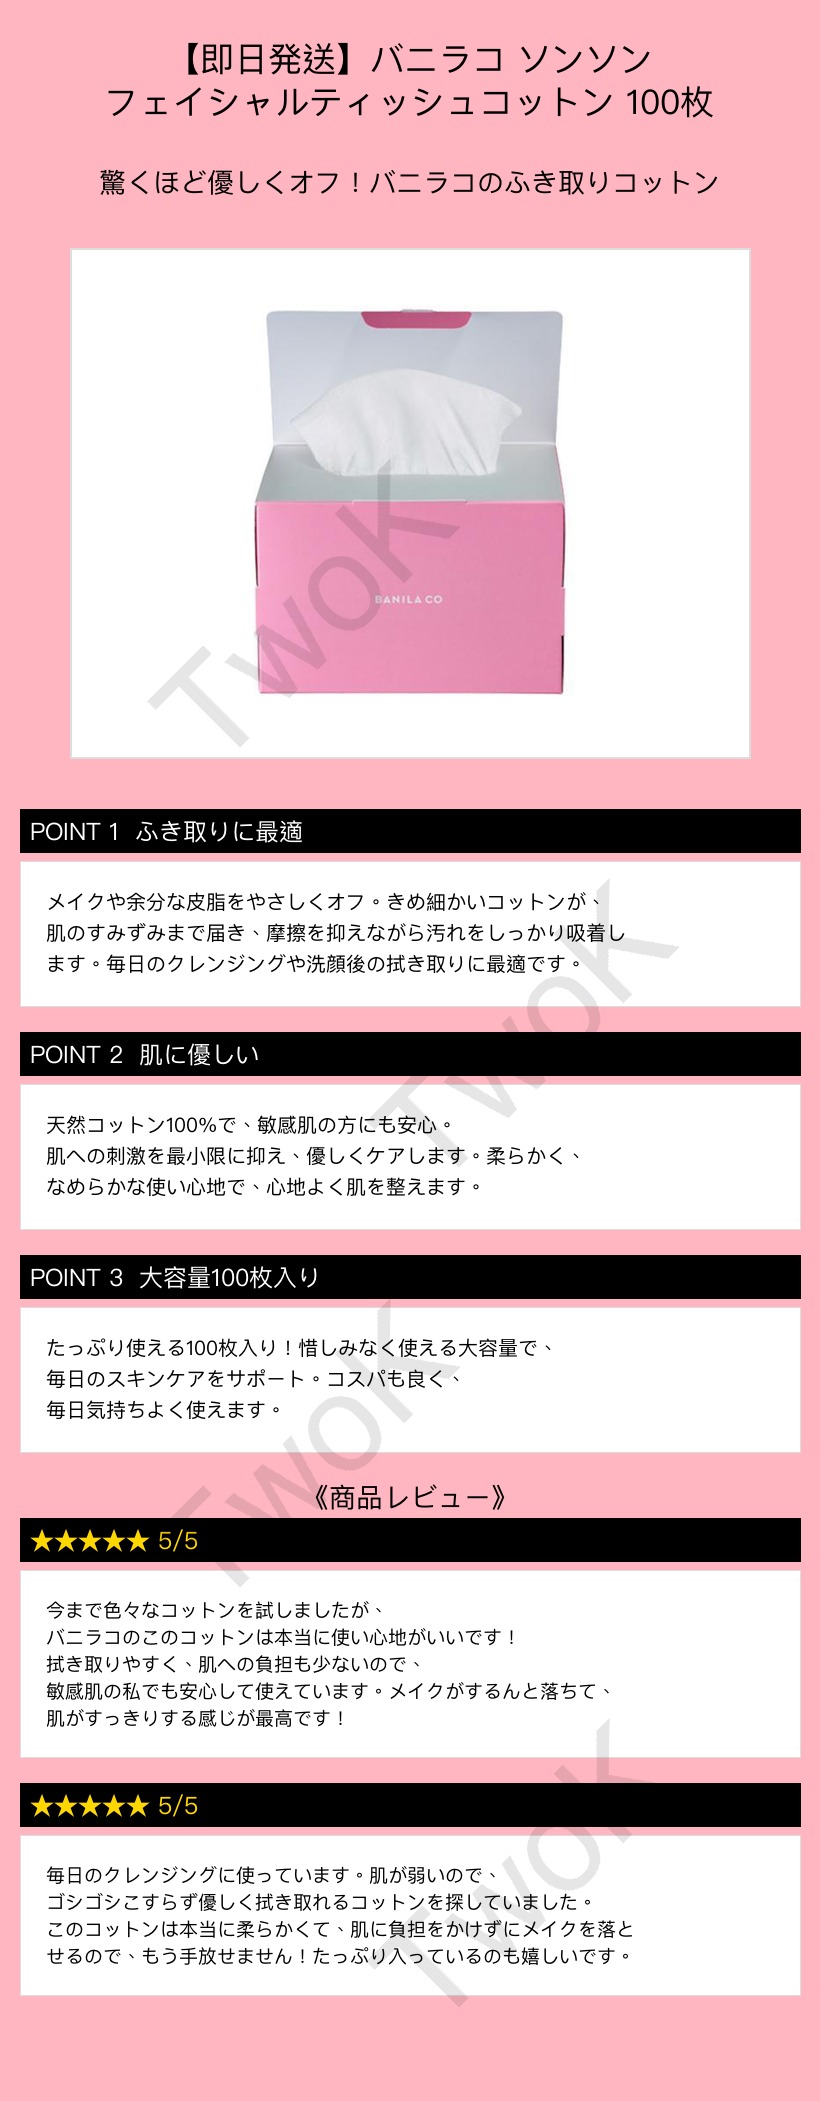 【即日発送】バニラコ ソンソン
フェイシャルティッシュコットン 100枚
驚くほど優しくオフ！バニラコのふき取りコットン
BANILA CO
TwoK
POINT 1 ふき取りに最適
メイクや余分な皮脂をやさしくオフ。きめ細かいコットンが、
肌のすみずみまで届き、摩擦を抑えながら汚れをしっかり吸着し
ます。毎日のクレンジングや洗顔後の拭き取りに最適です。
TwoK
POINT 2 肌に優しい
天然コットン100%で、敏感肌の方にも安心。
肌への刺激を最小限に抑え、優しくケアします。柔らかく、
なめらかな使い心地で、心地よく肌を整えます。
POINT 3 大容量100枚入り
たっぷり使える100枚入り！惜しみなく使える大容量で、
毎日のスキンケアをサポート。コスパも良く、
毎日気持ちよく使えます。
TwoK
《商品レビュー》
★★★★★ 5/5
今まで色々なコットンを試しましたが、
バニラコのこのコットンは本当に使い心地がいいです！
拭き取りやすく、肌への負担も少ないので、
敏感肌の私でも安心して使えています。メイクがするんと落ちて、
肌がすっきりする感じが最高です！
★★★★★ 5/5
毎日のクレンジングに使っています。肌が弱いので、
ゴシゴシこすらず優しく拭き取れるコットンを探していました。
このコットンは本当に柔らかくて、肌に負担をかけずにメイクを落と
せるので、もう手放せません！たっぷり入っているのも嬉しいです。
TwoK